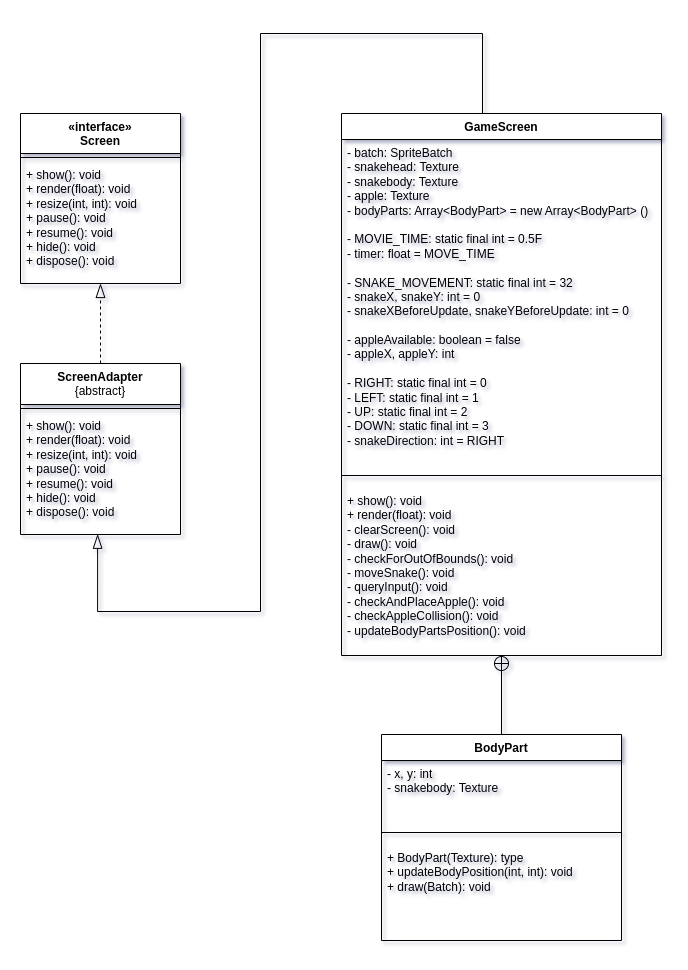 «interface»
Screen
+ show(): void
+ render(float): void
+ resize(int, int): void
+ pause(): void
+ resume(): void
+ hide(): void
+ dispose(): void
ScreenAdapter
{abstract}
+ show(): void
+ render(float): void
+ resize(int, int): void
+ pause(): void
+ resume(): void
+ hide(): void
+ dispose(): void
GameScreen
- batch: SpriteBatch
- snakehead: Texture
- snakebody: Texture
- apple: Texture
- bodyParts: Array<BodyPart> = new Array<BodyPart> ()
- MOVIE_TIME: static final int = 0.5F
- timer: float = MOVE_TIME
- SNAKE_MOVEMENT: static final int = 32
- snakeX, snakeY: int = 0
- snakeXBeforeUpdate, snakeYBeforeUpdate: int = 0
- appleAvailable: boolean = false
- appleX, appleY: int
- RIGHT: static final int = 0
- LEFT: static final int = 1
- UP: static final int = 2
- DOWN: static final int = 3
- snakeDirection: int = RIGHT
+ show(): void
+ render(float): void
- clearScreen(): void
- draw(): void
- checkForOutOfBounds(): void
- moveSnake(): void
- queryInput(): void
- checkAndPlaceApple(): void
- checkAppleCollision(): void
- updateBodyPartsPosition(): void
BodyPart
- x, y: int
- snakebody: Texture
+ BodyPart(Texture): type
+ updateBodyPosition(int, int): void
+ draw(Batch): void